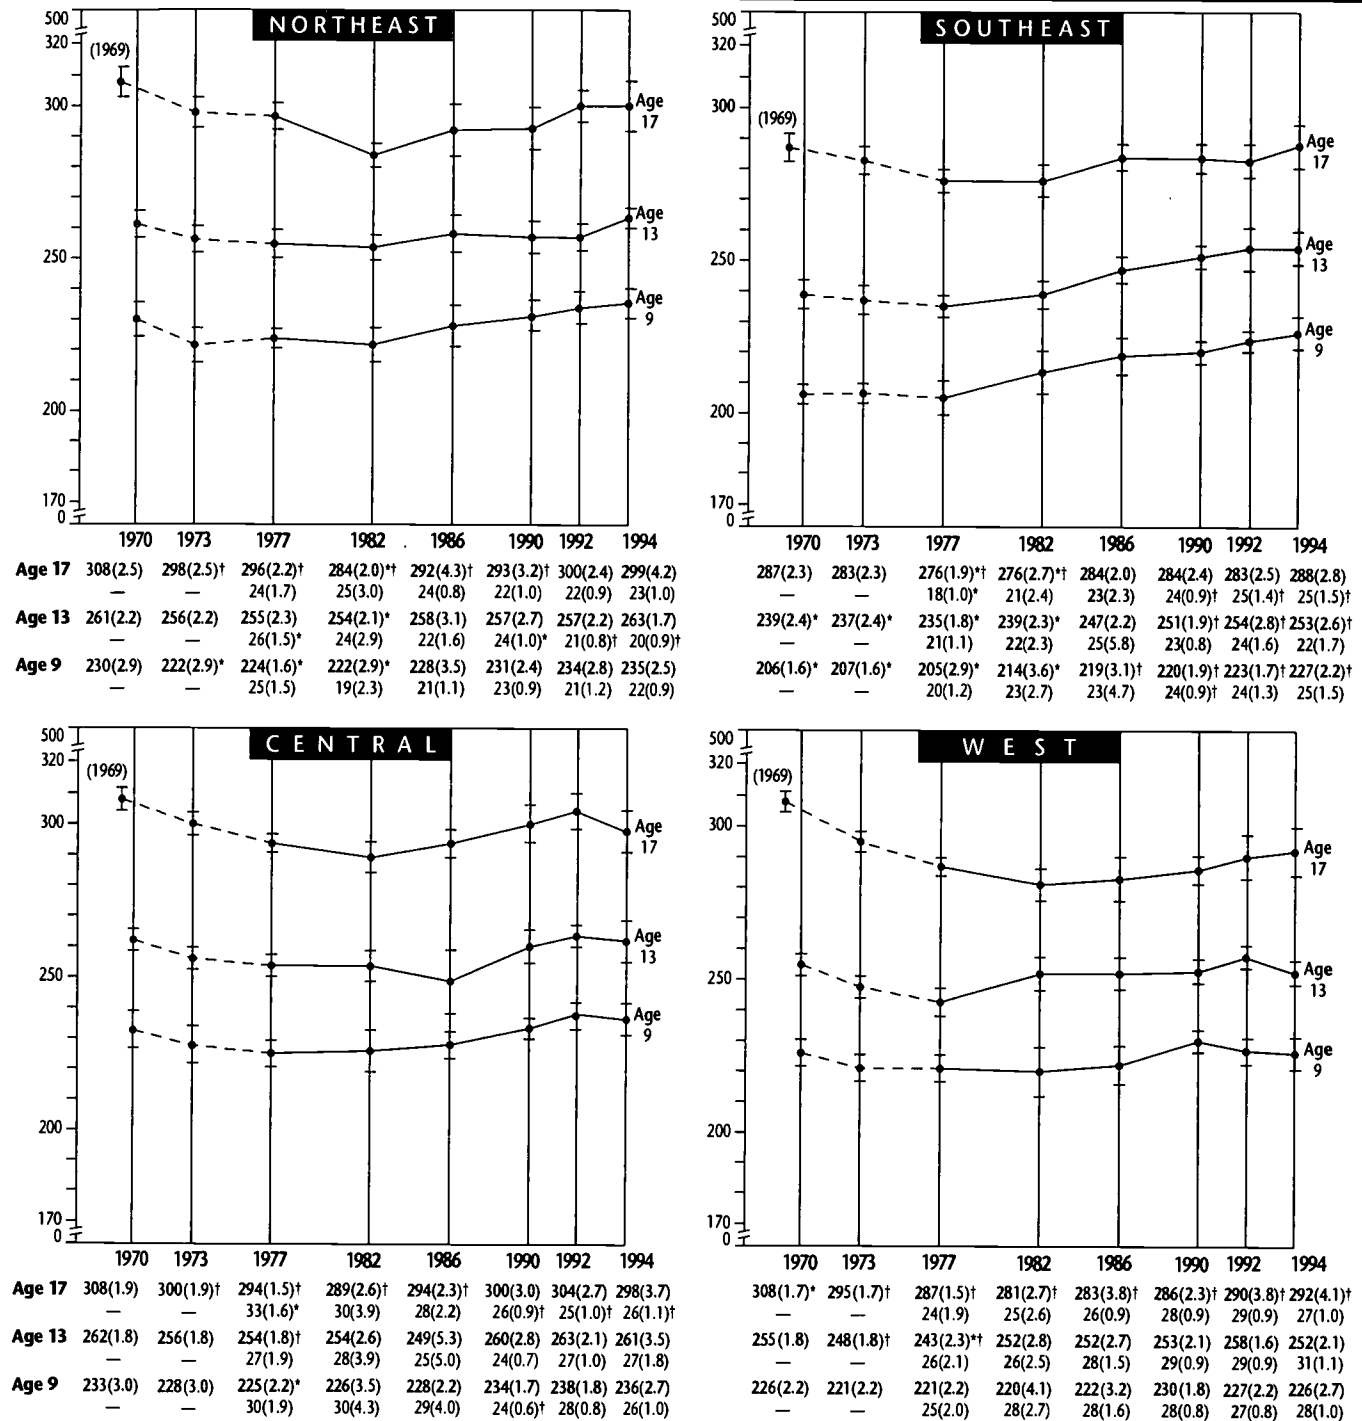 NORTHEAST
500
320
(1969)
300
250
200
170
0
Age
17
Age
13
Age
9
1970 1973 1977 1982 1986 1990 1992 1994
Age 17 308(2.5) 298(2.5)† 296(2.2)† 284(2.0)*† 292(4.3)† 293(3.2)† 300(2.4) 299(4.2)
— — 24(1.7) 25(3.0) 24(0.8) 22(1.0) 22(0.9) 23(1.0)
Age 13 261(2.2) 256(2.2) 255(2.3) 254(2.1)* 258(3.1) 257(2.7) 257(2.2) 263(1.7)
— — 26(1.5)* 24(2.9) 22(1.6) 24(1.0)* 21(0.8)† 20(0.9)†
Age 9 230(2.9) 222(2.9)* 224(1.6)* 222(2.9)* 228(3.5) 231(2.4) 234(2.8) 235(2.5)
— — 25(1.5) 19(2.3) 21(1.1) 23(0.9) 21(1.2) 22(0.9)
SOUTHEAST
500
320
300
(1969)
250
200
170
0
Age
17
Age
13
Age
9
1970 1973 1977 1982 1986 1990 1992 1994
287(2.3) 283(2.3) 276(1.9)*† 276(2.7)*† 284(2.0) 284(2.4) 283(2.5) 288(2.8)
— — 18(1.0)* 21(2.4) 23(2.3) 24(0.9)† 25(1.4)† 25(1.5)†
239(2.4)* 237(2.4)* 235(1.8)* 239(2.3)* 247(2.2) 251(1.9)† 254(2.8)† 253(2.6)†
— — 21(1.1) 22(2.3) 25(5.8) 23(0.8) 24(1.6) 22(1.7)
206(1.6)* 207(1.6)* 205(2.9)* 214(3.6)* 219(3.1)† 220(1.9)† 223(1.7)† 227(2.2)†
— — 20(1.2) 23(2.7) 23(4.7) 24(0.9)† 24(1.3) 25(1.5)
CENTRAL
500
320
(1969)
300
250
200
170
0
Age
17
Age
13
Age
9
1970 1973 1977 1982 1986 1990 1992 1994
Age 17 308(1.9) 300(1.9)† 294(1.5)† 289(2.6)† 294(2.3)† 300(3.0) 304(2.7) 298(3.7)
— — 33(1.6)* 30(3.9) 28(2.2) 26(0.9)† 25(1.0)† 26(1.1)†
Age 13 262(1.8) 256(1.8) 254(1.8)† 254(2.6) 249(5.3) 260(2.8) 263(2.1) 261(3.5)
— — 27(1.9) 28(3.9) 25(5.0) 24(0.7) 27(1.0) 27(1.8)
Age 9 233(3.0) 228(3.0) 225(2.2)* 226(3.5) 228(2.2) 234(1.7) 238(1.8) 236(2.7)
— — 30(1.9) 30(4.3) 29(4.0) 24(0.6)† 28(0.8) 26(1.0)
WEST
500
320
(1969)
300
250
200
170
0
Age
17
Age
13
Age
9
1970 1973 1977 1982 1986 1990 1992 1994
308(1.7)* 295(1.7)† 287(1.5)† 281(2.7)† 283(3.8)† 286(2.3)† 290(3.8)† 292(4.1)†
— — 24(1.9) 25(2.6) 26(0.9) 28(0.9) 29(0.9) 27(1.0)
255(1.8) 248(1.8)† 243(2.3)*† 252(2.8) 252(2.7) 253(2.1) 258(1.6) 252(2.1)
— — 26(2.1) 26(2.5) 28(1.5) 29(0.9) 29(0.9) 31(1.1)
226(2.2) 221(2.2) 221(2.2) 220(4.1) 222(3.2) 230(1.8) 227(2.2) 226(2.7)
— — 25(2.0) 28(2.7) 28(1.6) 28(0.8) 27(0.8) 28(1.0)